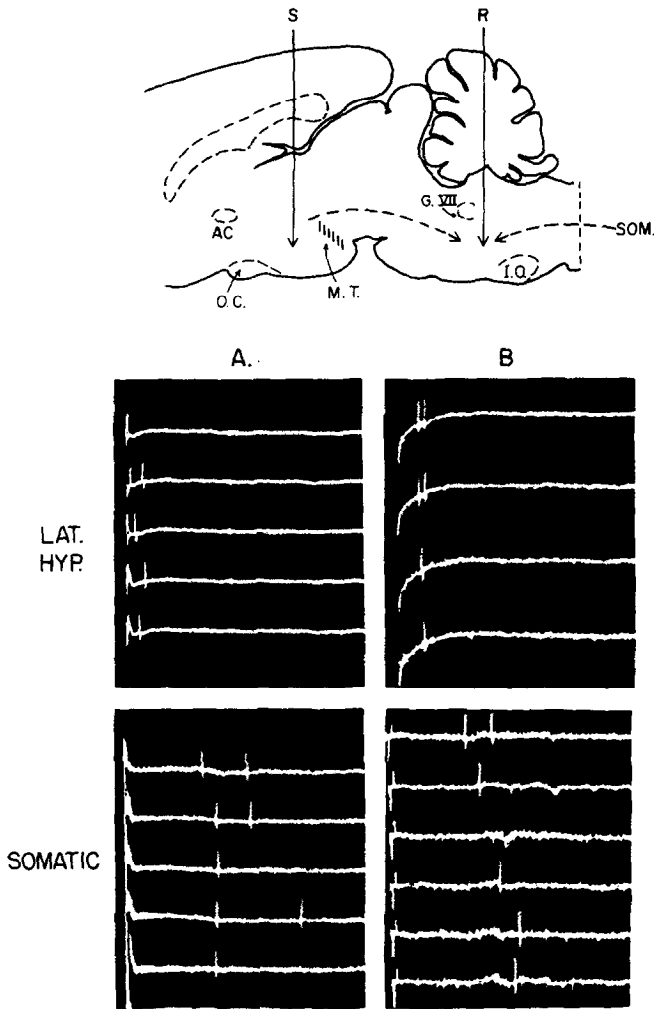 S R
AC
G. VII
SOM.
O.C.
M.T.
I.O.
A. B
LAT.
HYP.
SOMATIC